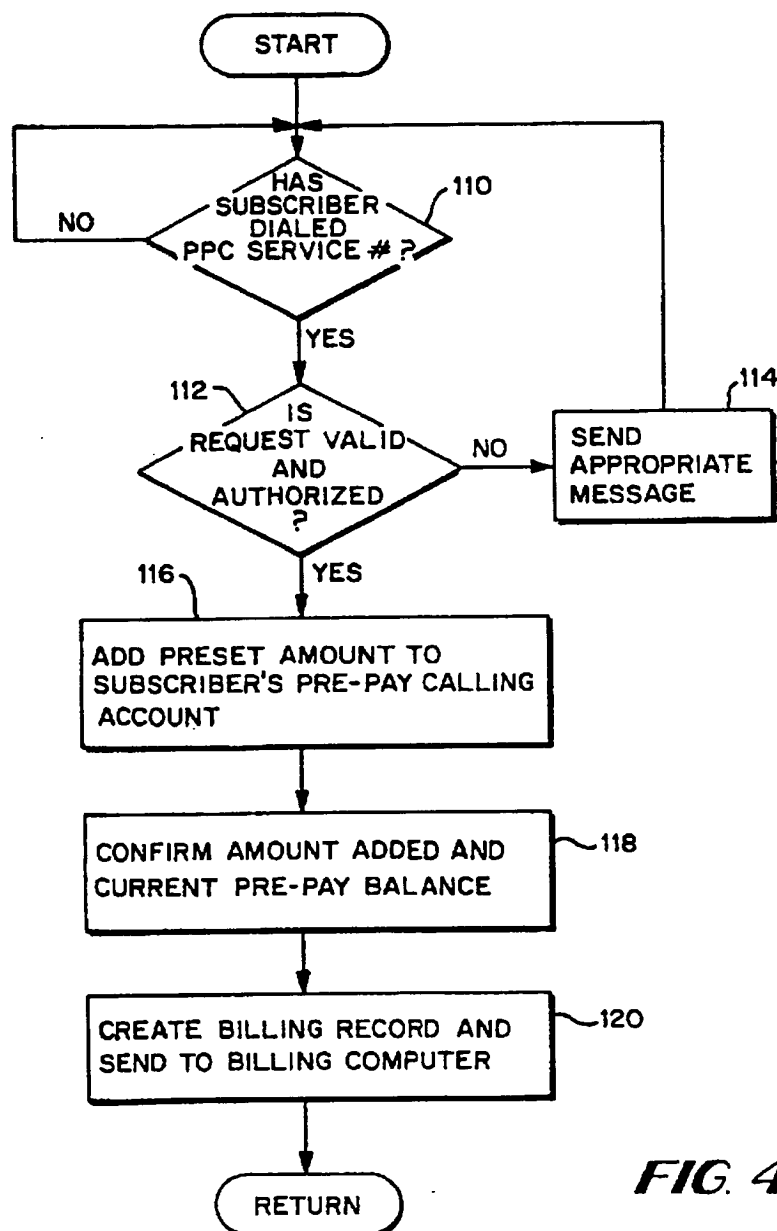 START
HAS
SUBSCRIBER
DIALED
PPC SERVICE # ?
110
NO
YES
112
IS
REQUEST VALID
AND
AUTHORIZED
?
NO
114
SEND
APPROPRIATE
MESSAGE
YES
116
ADD PRESET AMOUNT TO
SUBSCRIBER'S PRE-PAY CALLING
ACCOUNT
CONFIRM AMOUNT ADDED AND
CURRENT PRE-PAY BALANCE
118
CREATE BILLING RECORD AND
SEND TO BILLING COMPUTER
120
RETURN
FIG. 4